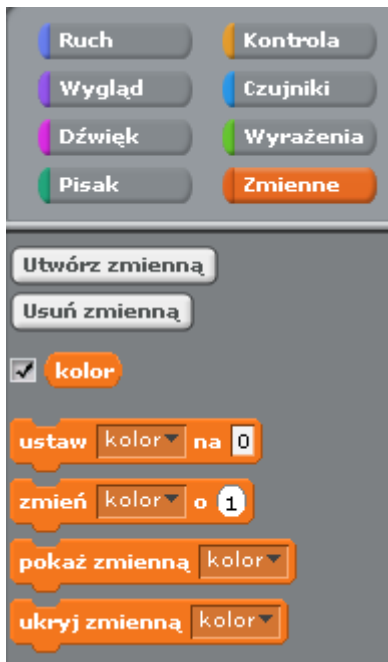 Ruch Kontrola
Wygląd Czujniki
Dźwięk Wyrażenia
Pisak Zmienne
Utwórz zmienną
Usuń zmienną
kolor
ustaw kolor na 0
zmień kolor o 1
pokaż zmienną kolor
ukryj zmienną kolor